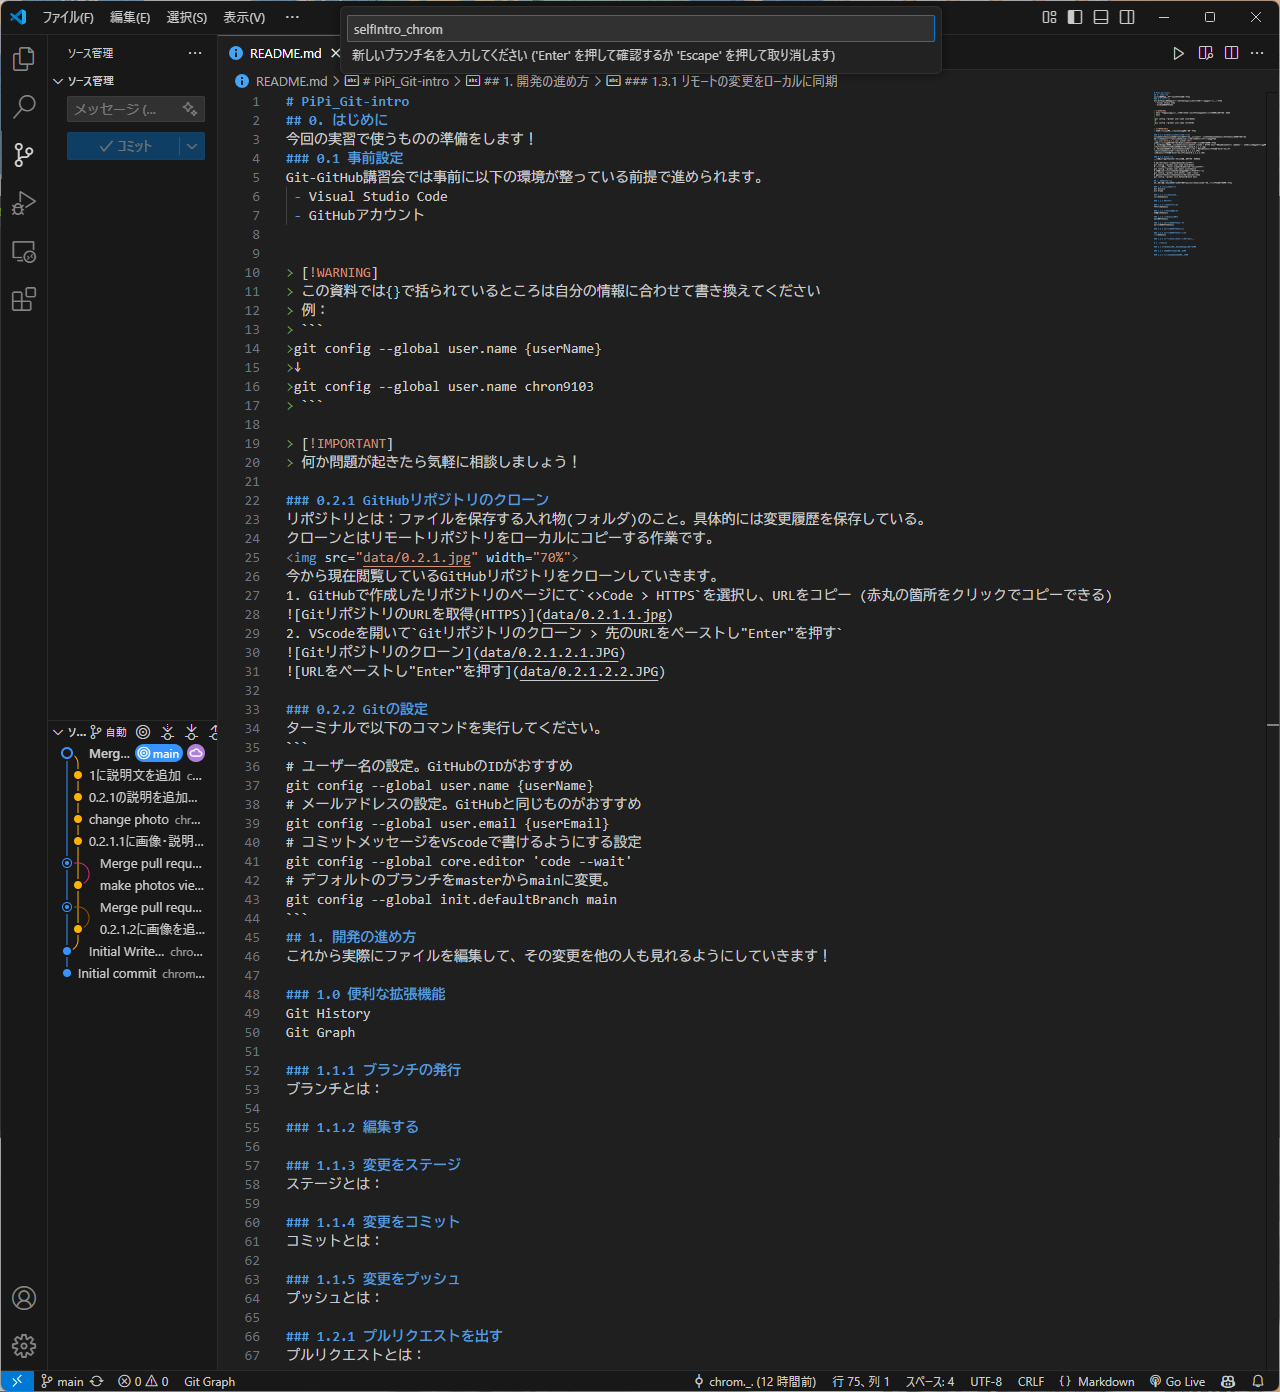 ファイル(F) 編集(E) 選択(S) 表示(V) ···
selfIntro_chrom
新しいブランチ名を入力してください ('Enter' を押して確認するか 'Escape' を押して取り消します)
ソース管理 ···
README.md
README.md > # PiPi_Git-intro > ## 1. 開発の進め方 > ### 1.3.1 リモートの変更をローカルに同期
ソース管理
メッセージ (...
コミット
1 # PiPi_Git-intro
2 ## 0. はじめに
3 今回の実習で使うものの準備をします！
4 ### 0.1 事前設定
5 Git-GitHub講習会では事前に以下の環境が整っている前提で進められます。
6 - Visual Studio Code
7 - GitHubアカウント
8
9
10 > [!WARNING]
11 > この資料では{}で括られているところは自分の情報に合わせて書き換えてください
12 > 例：
13 > ```
14 >git config --global user.name {userName}
15 >↓
16 >git config --global user.name chron9103
17 > ```
18
19 > [!IMPORTANT]
20 > 何か問題が起きたら気軽に相談しましょう！
21
22 ### 0.2.1 GitHubリポジトリのクローン
23 リポジトリとは：ファイルを保存する入れ物(フォルダ)のこと。具体的には変更履歴を保存している。
24 クローンとはリモートリポジトリをローカルにコピーする作業です。
25 <img src="data/0.2.1.jpg" width="70%">
26 今から現在閲覧しているGitHubリポジトリをクローンしていきます。
27 1. GitHubで作成したリポジトリのページにて`<>Code > HTTPS`を選択し、URLをコピー (赤丸の箇所をクリックでコピーできる)
28 ![GitリポジトリのURLを取得(HTTPS)](data/0.2.1.1.jpg)
29 2. VScodeを開いて`Gitリポジトリのクローン > 先のURLをペーストし"Enter"を押す`
30 ![Gitリポジトリのクローン](data/0.2.1.2.1.JPG)
31 ![URLをペーストし"Enter"を押す](data/0.2.1.2.2.JPG)
32
33 ### 0.2.2 Gitの設定
34 ターミナルで以下のコマンドを実行してください。
35 ```
36 # ユーザー名の設定。GitHubのIDがおすすめ
37 git config --global user.name {userName}
38 # メールアドレスの設定。GitHubと同じものがおすすめ
39 git config --global user.email {userEmail}
40 # コミットメッセージをVScodeで書けるようにする設定
41 git config --global core.editor 'code --wait'
42 # デフォルトのブランチをmasterからmainに変更。
43 git config --global init.defaultBranch main
44 ```
45 ## 1. 開発の進め方
46 これから実際にファイルを編集して、その変更を他の人も見れるようにしていきます！
47
48 ### 1.0 便利な拡張機能
49 Git History
50 Git Graph
51
52 ### 1.1.1 ブランチの発行
53 ブランチとは：
54
55 ### 1.1.2 編集する
56
57 ### 1.1.3 変更をステージ
58 ステージとは：
59
60 ### 1.1.4 変更をコミット
61 コミットとは：
62
63 ### 1.1.5 変更をプッシュ
64 プッシュとは：
65
66 ### 1.2.1 プルリクエストを出す
67 プルリクエストとは：
ソ... 自動
Merg... main
1に説明文を追加 c...
0.2.1の説明を追加...
change photo chr...
0.2.1.1に画像・説明...
Merge pull requ...
make photos vie...
Merge pull requ...
0.2.1.2に画像を追...
Initial Write... chro...
Initial commit chrom...
main 0 0 Git Graph chrom._. (12 時間前) 行 75、列 1 スペース: 4 UTF-8 CRLF {} Markdown Go Live